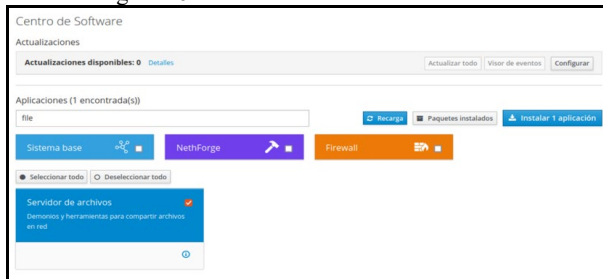 Centro de Software
Actualizaciones
Actualizaciones disponibles: 0 Detalles Actualizar todo Visor de eventos Configurar
Aplicaciones (1 encontrada(s))
file Recarga Paquetes instalados Instalar 1 aplicación
Sistema base NethForge Firewall
Seleccionar todo Deseleccionar todo
Servidor de archivos
Demonios y herramientas para compartir archivos
en red